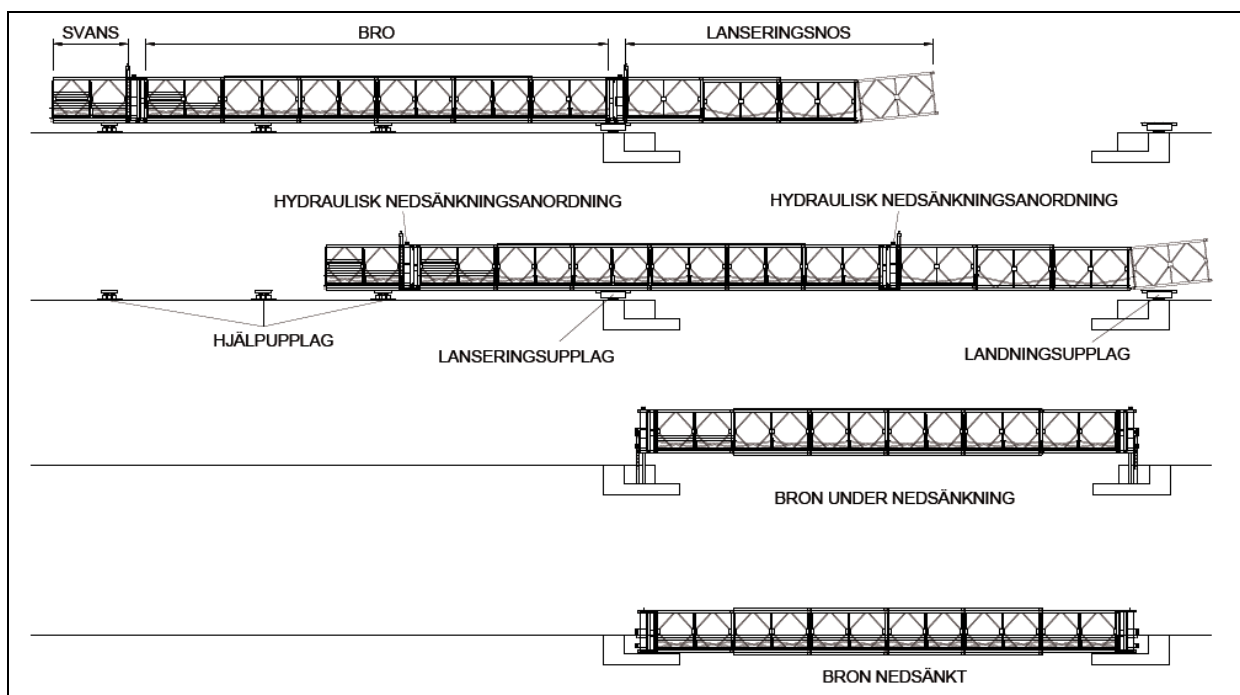 SVANS
BRO
LANSERINGSNOS
HYDRAULISK NEDSÄNKNINGSANORDNING
HYDRAULISK NEDSÄNKNINGSANORDNING
HJÄLPUPPLAG
LANSERINGSUPPLAG
LANDNINGSUPPLAG
BRON UNDER NEDSÄNKNING
BRON NEDSÄNKT